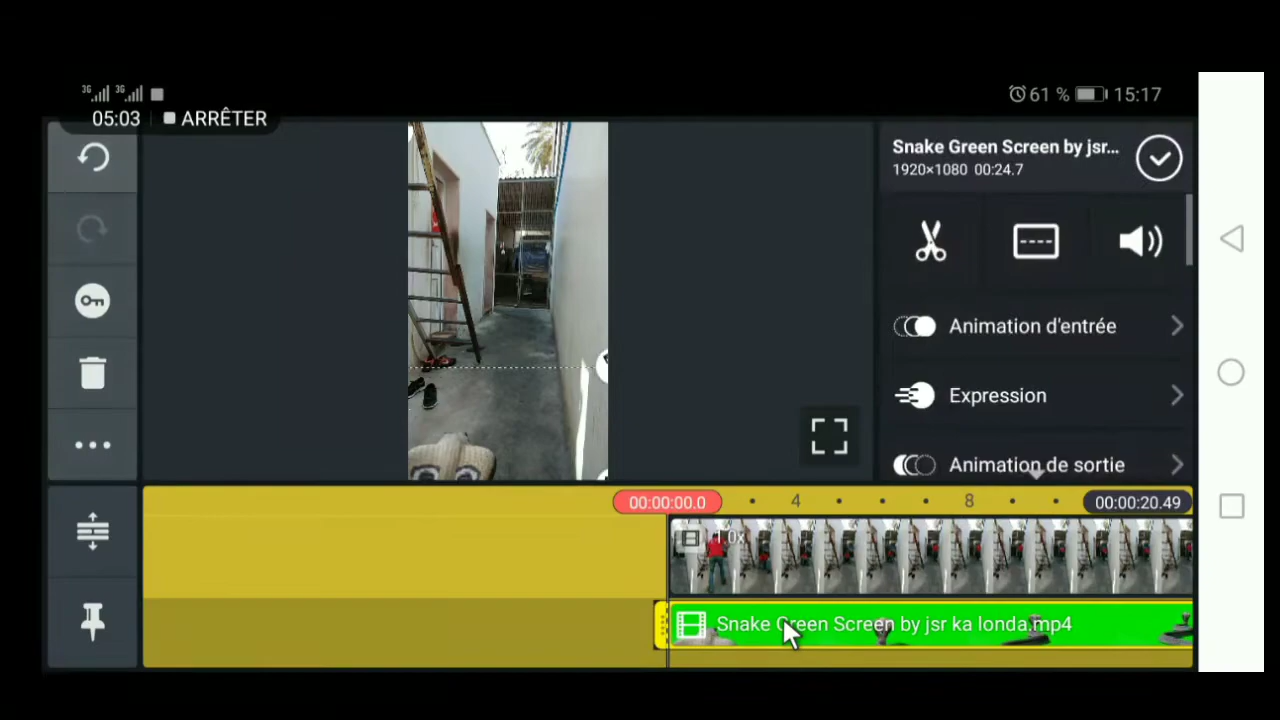 3G 3G
61 % 15:17
05:03 ARRÊTER
Snake Green Screen by jsr...
1920×1080 00:24.7
Animation d'entrée
Expression
Animation de sortie
00:00:00.0 4 8 00:00:20.49
1.0x
Snake Green Screen by jsr ka londa.mp4